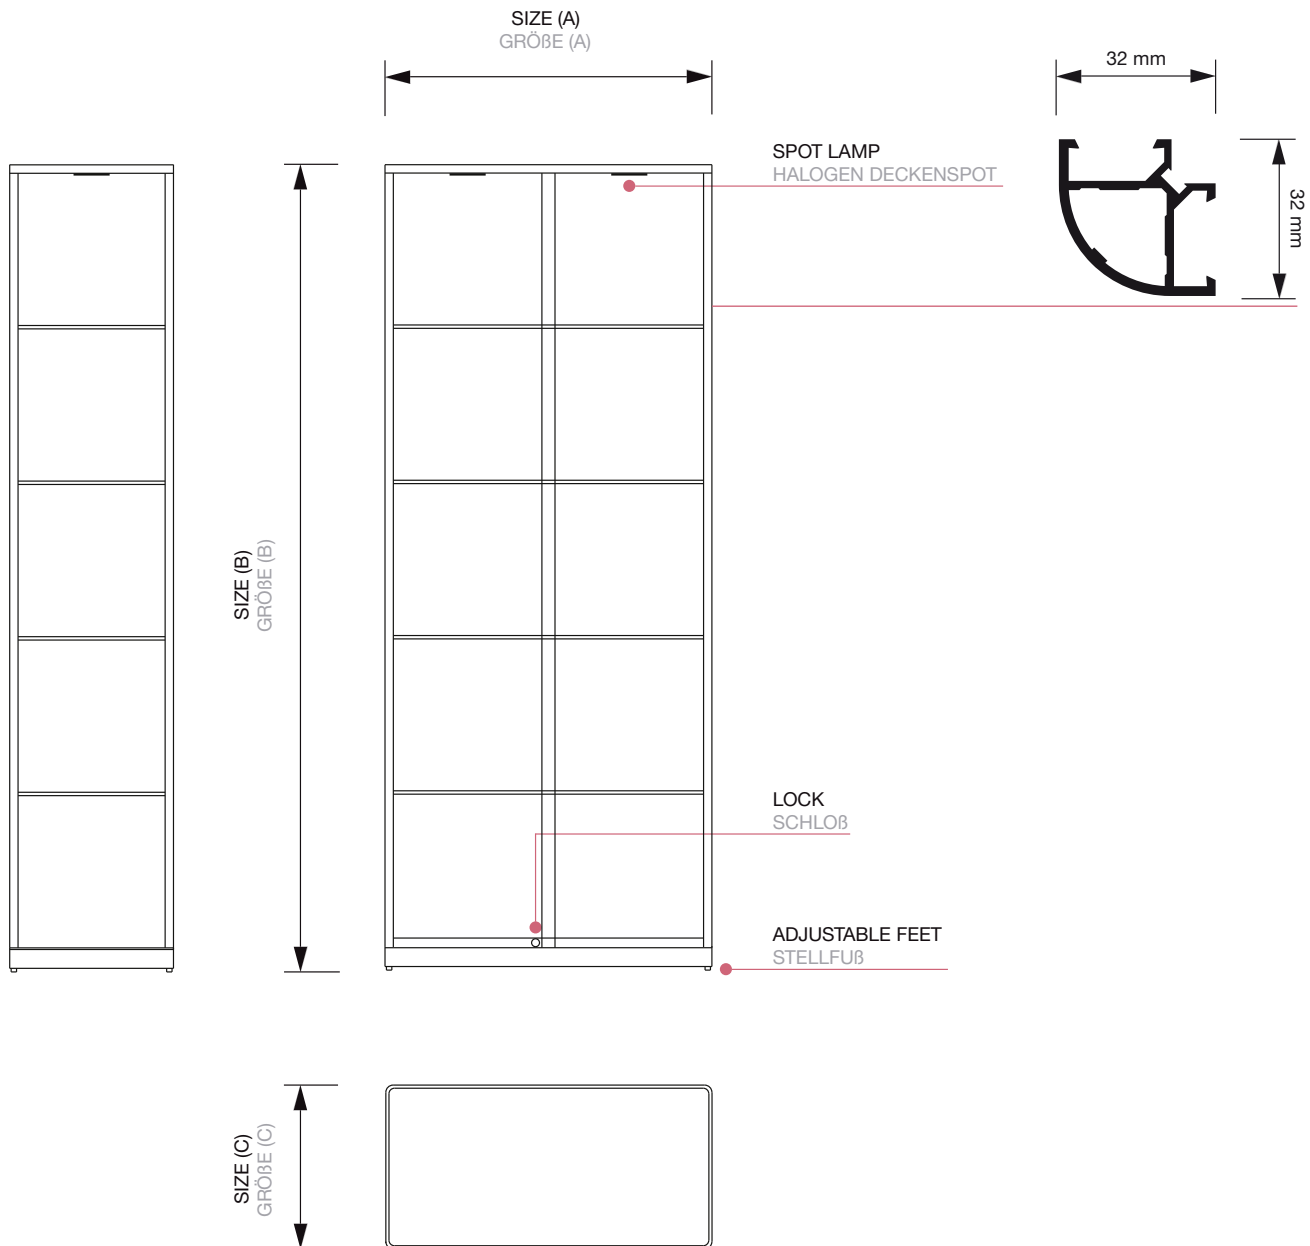 SIZE (A)
GRÖßE (A)
32 mm
SPOT LAMP
HALOGEN DECKENSPOT
32 mm
SIZE (B)
GRÖßE (B)
LOCK
SCHLOß
ADJUSTABLE FEET
STELLFUß
SIZE (C)
GRÖßE (C)